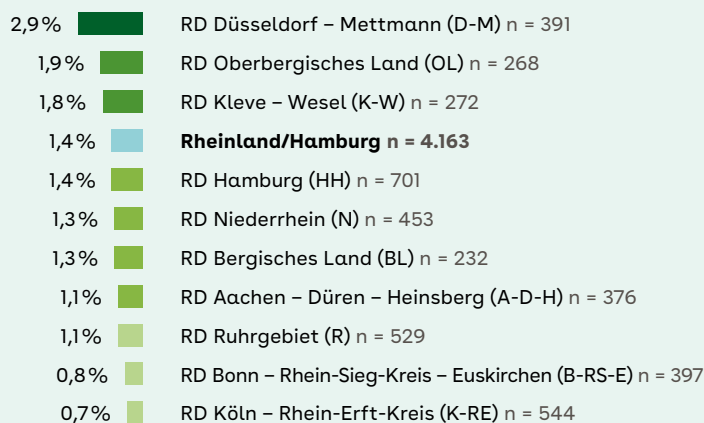 2,9 % RD Düsseldorf – Mettmann (D-M) n = 391
1,9 % RD Oberbergisches Land (OL) n = 268
1,8 % RD Kleve – Wesel (K-W) n = 272
1,4 % Rheinland/Hamburg n = 4.163
1,4 % RD Hamburg (HH) n = 701
1,3 % RD Niederrhein (N) n = 453
1,3 % RD Bergisches Land (BL) n = 232
1,1 % RD Aachen – Düren – Heinsberg (A-D-H) n = 376
1,1 % RD Ruhrgebiet (R) n = 529
0,8 % RD Bonn – Rhein-Sieg-Kreis – Euskirchen (B-RS-E) n = 397
0,7 % RD Köln – Rhein-Erft-Kreis (K-RE) n = 544